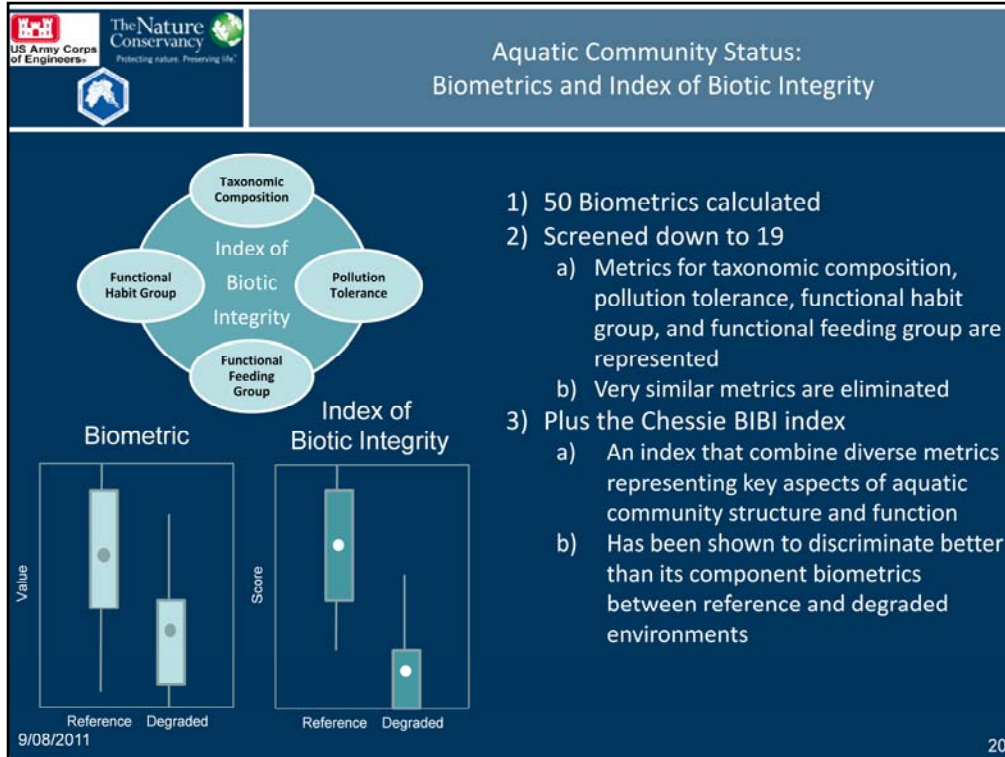 US Army Corps
of Engineers®
The Nature
Conservancy
Protecting nature. Preserving life.™
Aquatic Community Status:
Biometrics and Index of Biotic Integrity
Taxonomic
Composition
Index of
Biotic
Integrity
Functional
Habit Group
Pollution
Tolerance
Functional
Feeding
Group
Biometric
Value
Reference
Degraded
Index of
Biotic Integrity
Score
Reference
Degraded
1) 50 Biometrics calculated
2) Screened down to 19
a) Metrics for taxonomic composition,
pollution tolerance, functional habit
group, and functional feeding group are
represented
b) Very similar metrics are eliminated
3) Plus the Chessie BIBI index
a) An index that combine diverse metrics
representing key aspects of aquatic
community structure and function
b) Has been shown to discriminate better
than its component biometrics
between reference and degraded
environments
9/08/2011
20